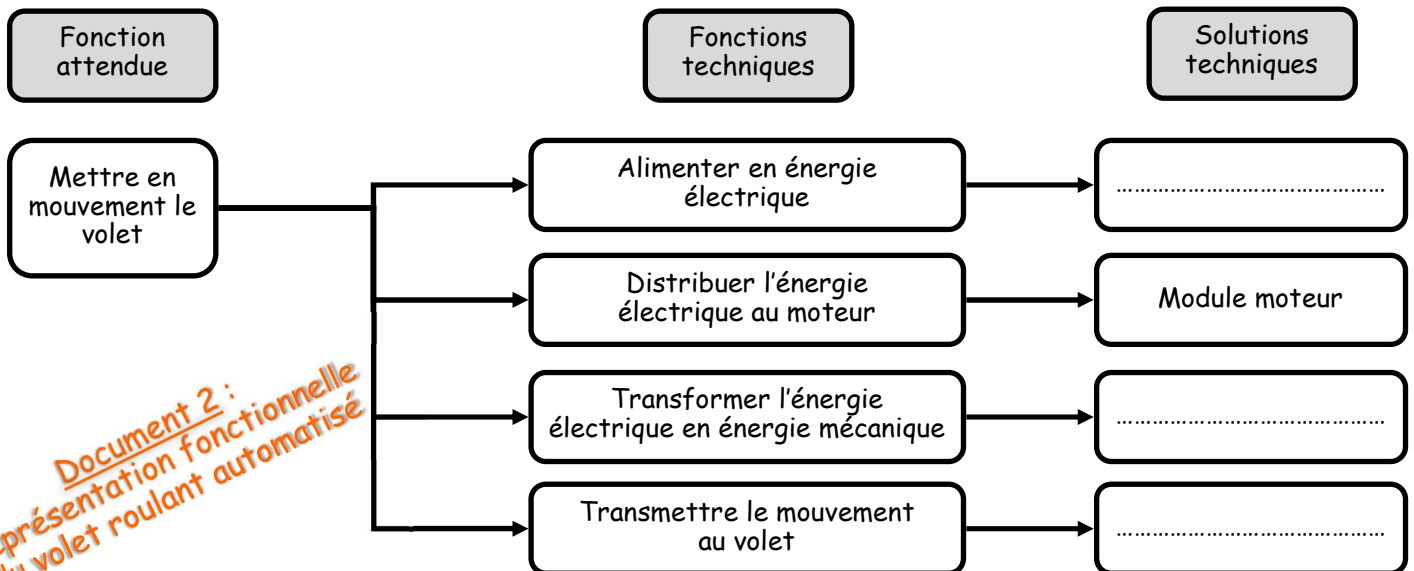 Fonction
attendue
Fonctions
techniques
Solutions
techniques
Mettre en
mouvement le
volet
Alimenter en énergie
électrique
……………………………………
Distribuer l’énergie
électrique au moteur
Module moteur
Transformer l’énergie
électrique en énergie mécanique
……………………………………
Transmettre le mouvement
au volet
……………………………………
Document 2 :
présentation fonctionnelle
volet roulant automatisé